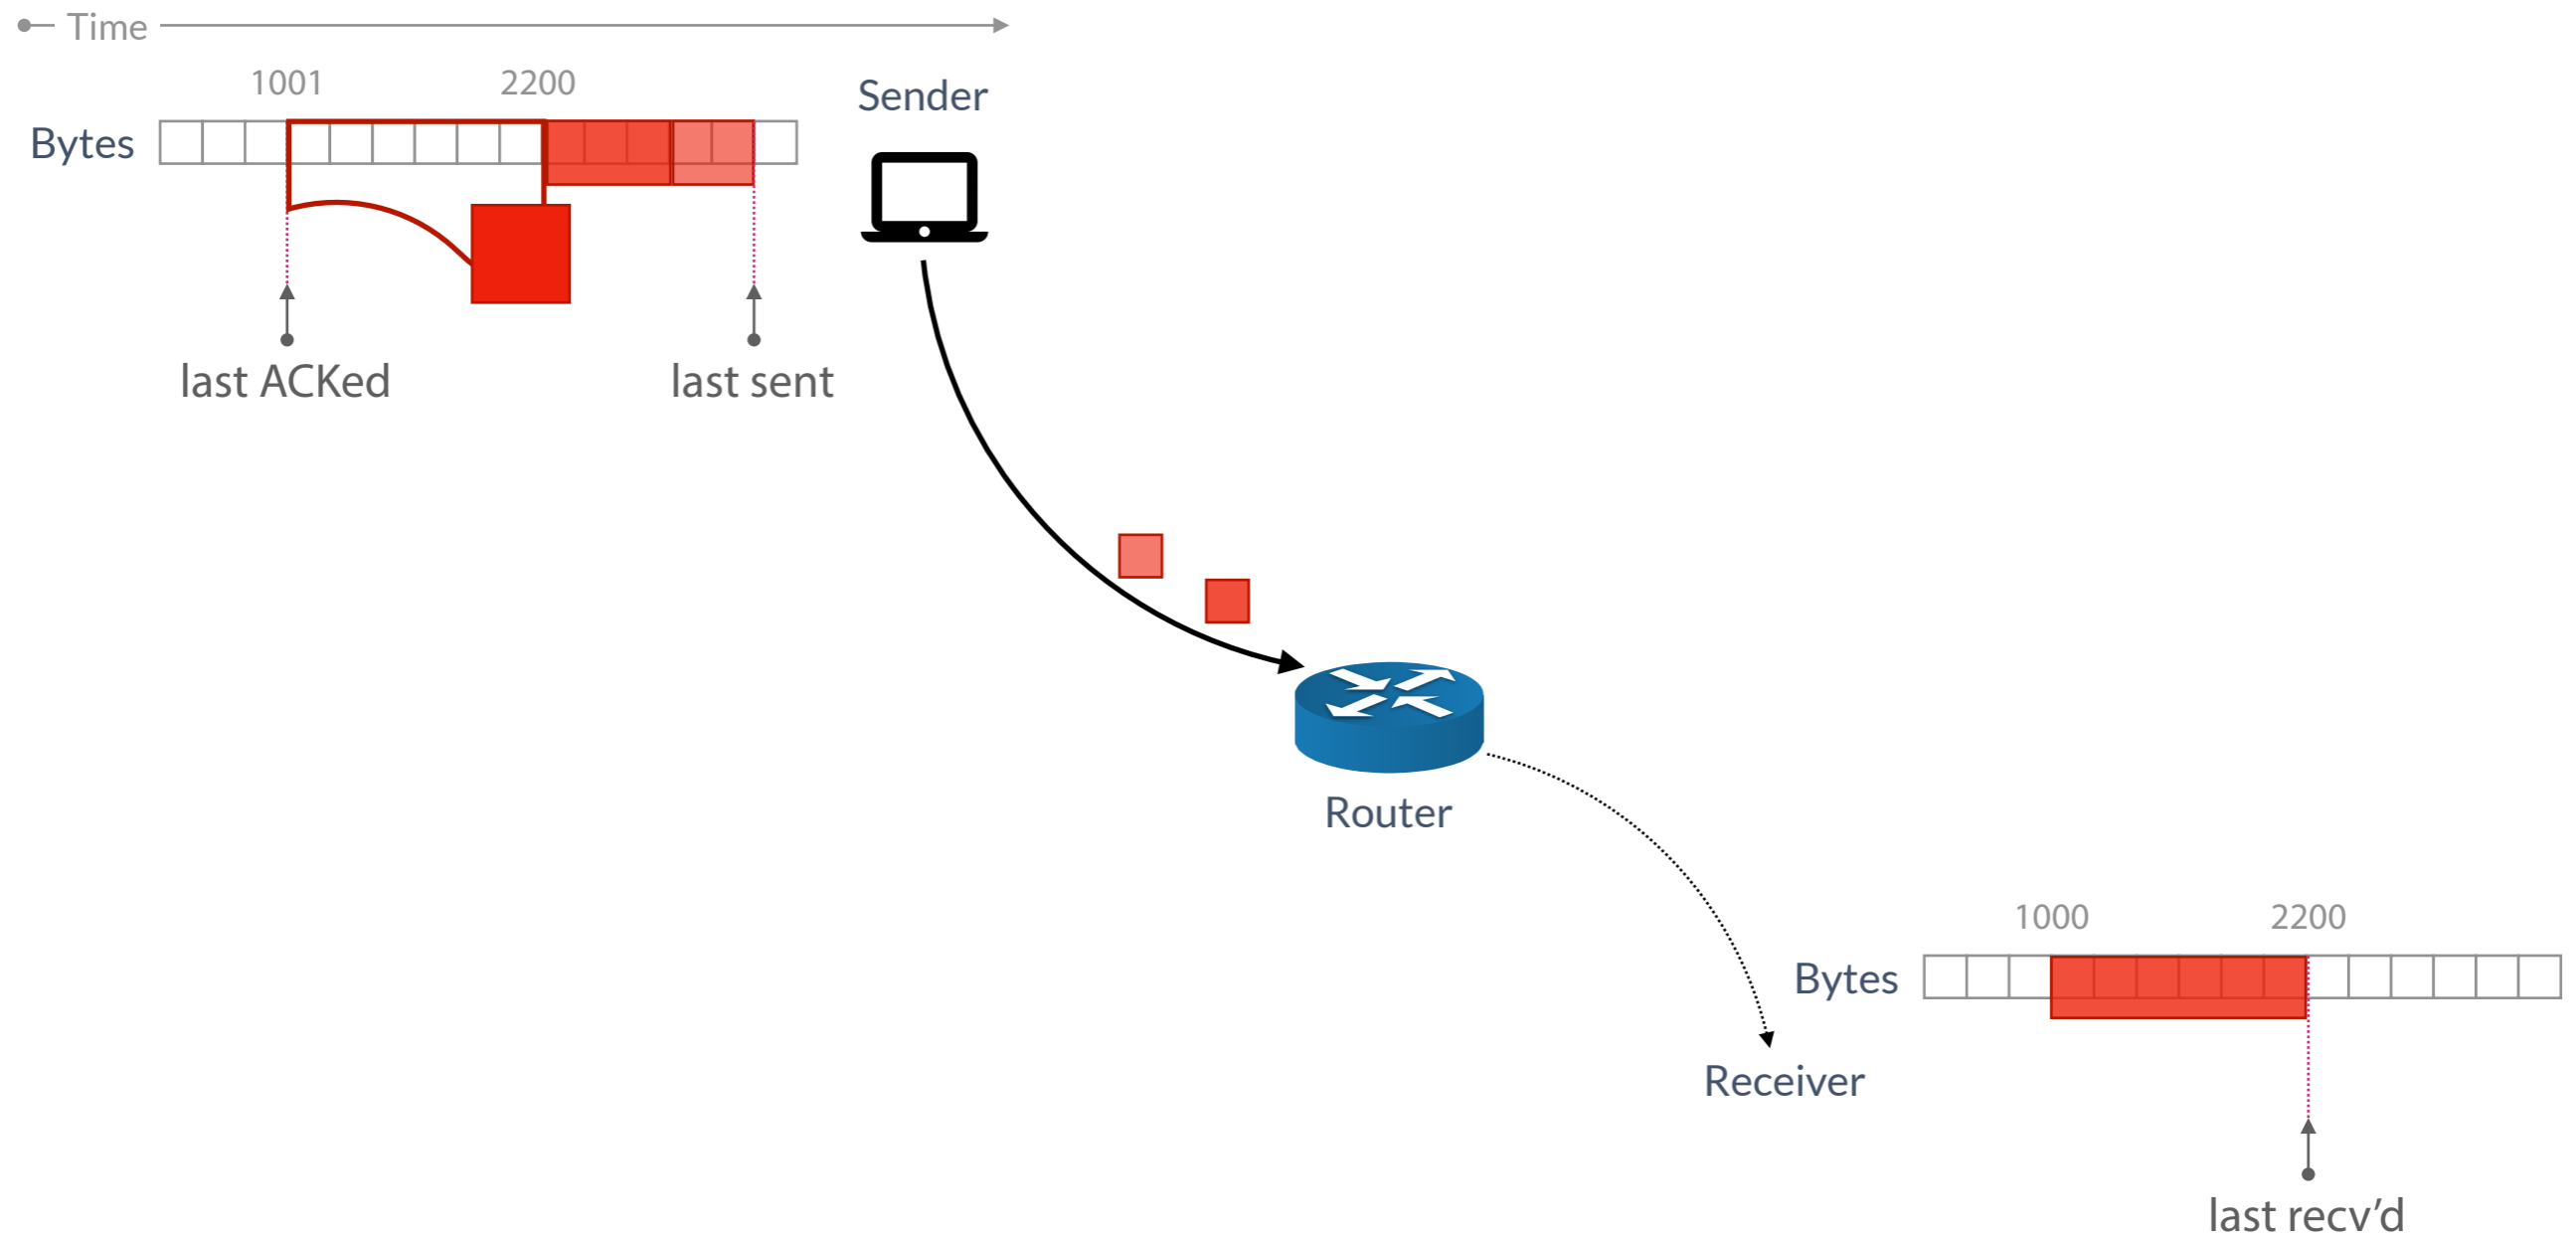 Time
1001 2200
Sender
Bytes
last ACKed
last sent
Router
1000 2200
Bytes
Receiver
last recv’d